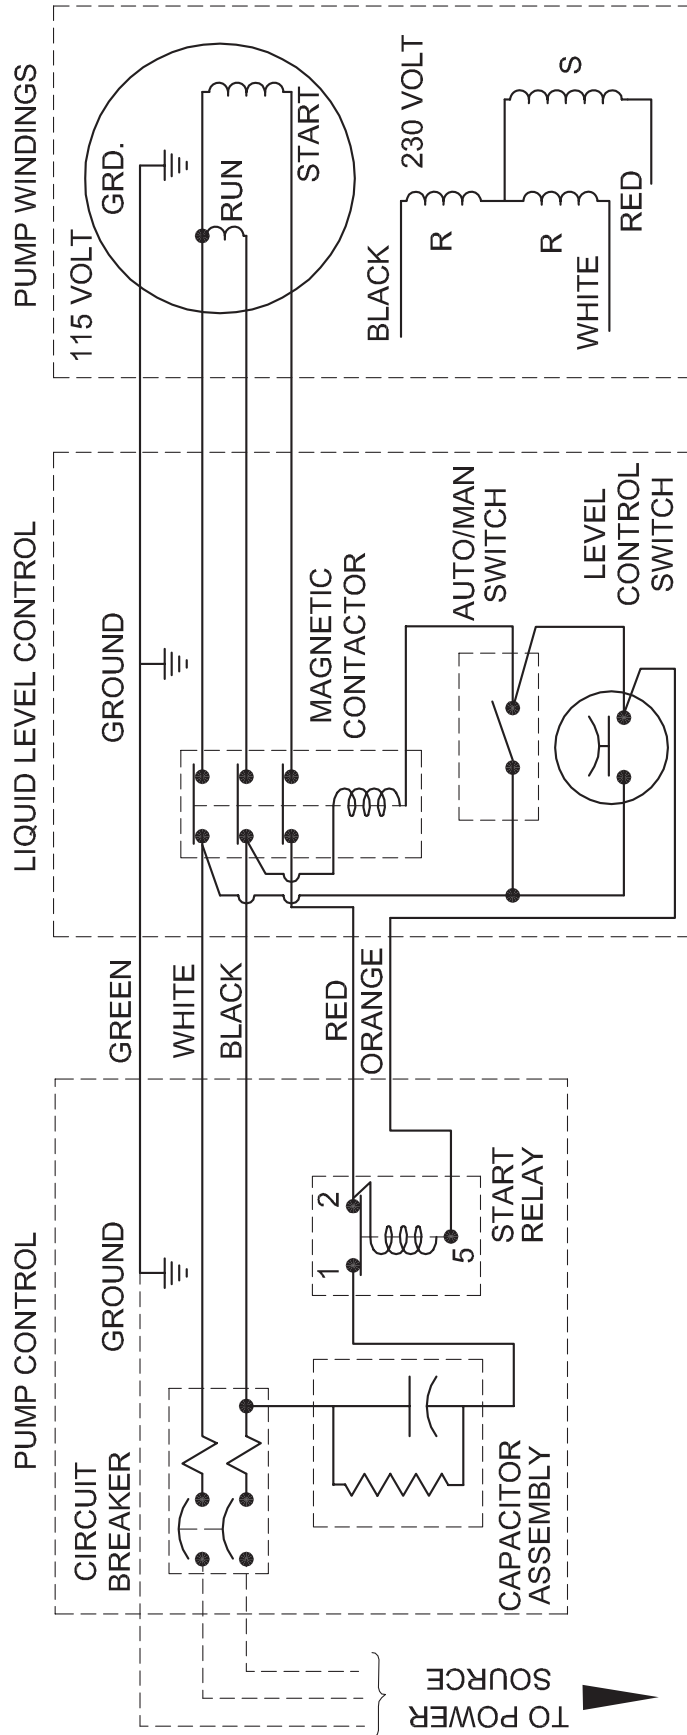 PUMP CONTROL
LIQUID LEVEL CONTROL
PUMP WINDINGS
CIRCUIT
BREAKER
GROUND
GREEN
GROUND
115 VOLT
GRD.
WHITE
BLACK
RUN
START
CAPACITOR
ASSEMBLY
1
2
5
START
RELAY
RED
ORANGE
MAGNETIC
CONTACTOR
AUTO/MAN
SWITCH
LEVEL
CONTROL
SWITCH
BLACK
230 VOLT
R
R
WHITE
RED
S
TO POWER
SOURCE